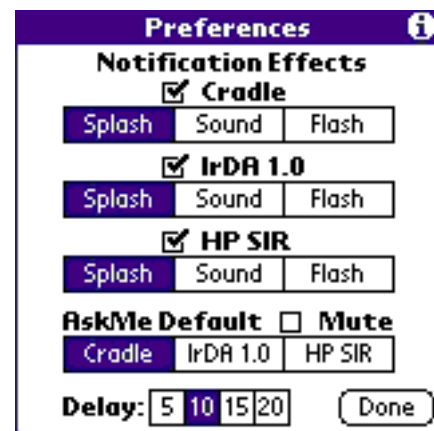 Preferences i
Notification Effects
Cradle
Splash Sound Flash
IrDA 1.0
Splash Sound Flash
HP SIR
Splash Sound Flash
AskMe Default Mute
Cradle IrDA 1.0 HP SIR
Delay: 5 10 15 20 Done